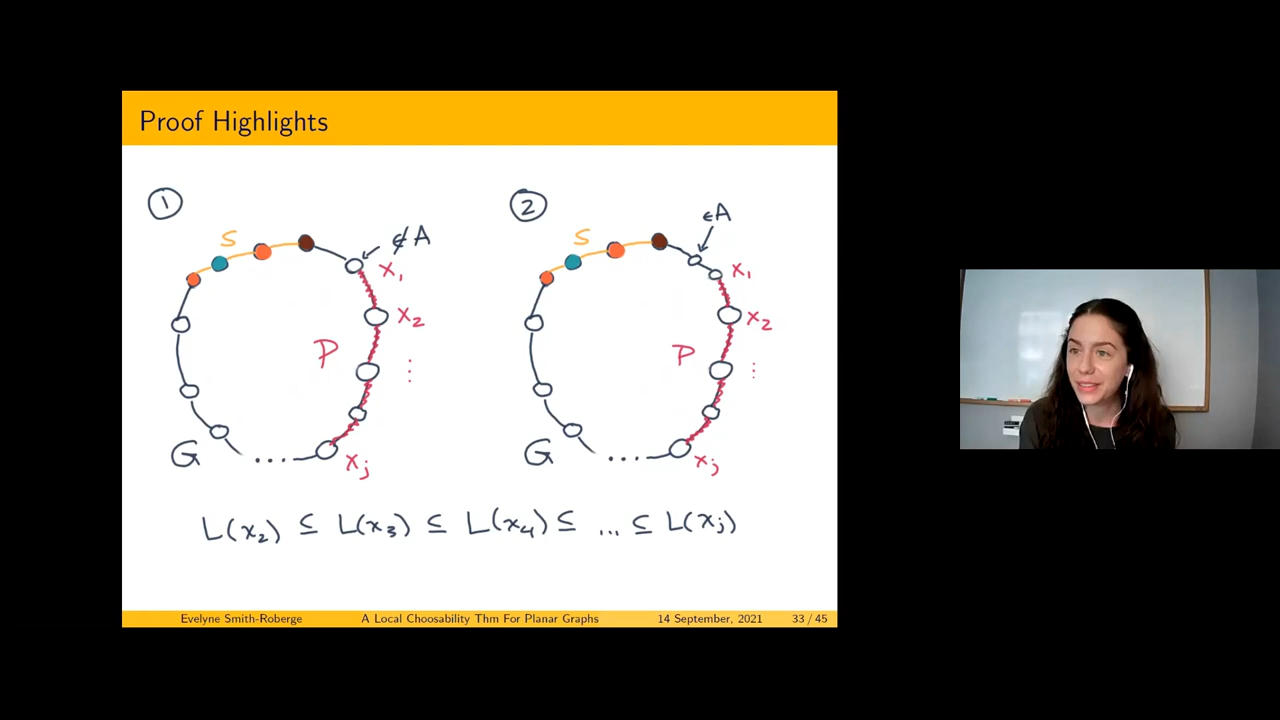 Proof Highlights
①
S
∉A
x₁
x₂
P
⋮
G
...
xⱼ
②
S
∈A
x₁
x₂
P
⋮
G
...
xⱼ
L(x₂) ⊆ L(x₃) ⊆ L(x₄) ⊆ ... ⊆ L(xⱼ)
Evelyne Smith-Roberge A Local Choosability Thm For Planar Graphs 14 September, 2021 33 / 45